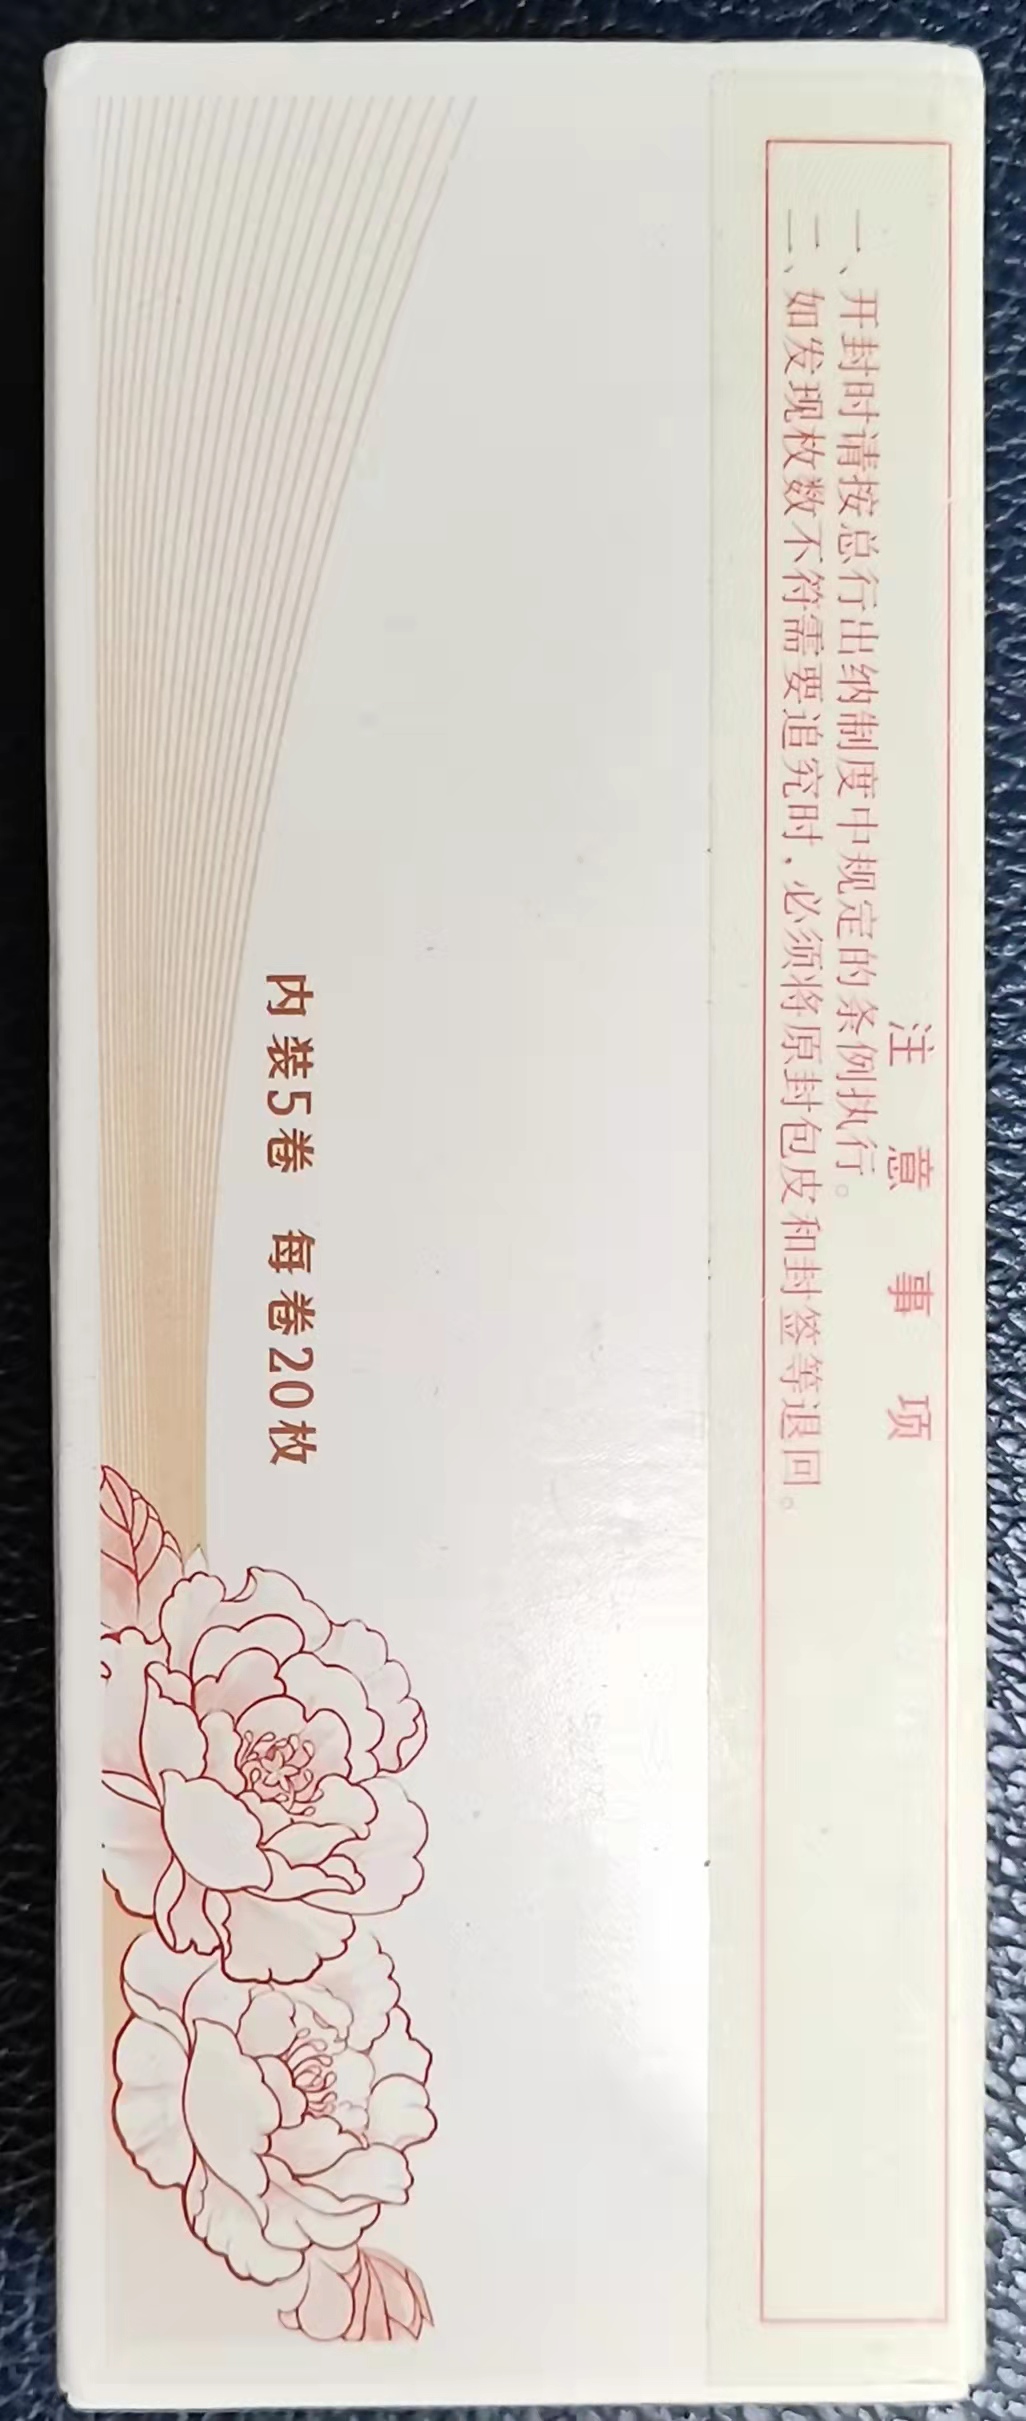 注意事项
一、开封时请按总行出纳制度中规定的条例执行。
二、如发现枚数不符需要追究时，必须将原封包皮和封签等退回。
内装5卷 每卷20枚